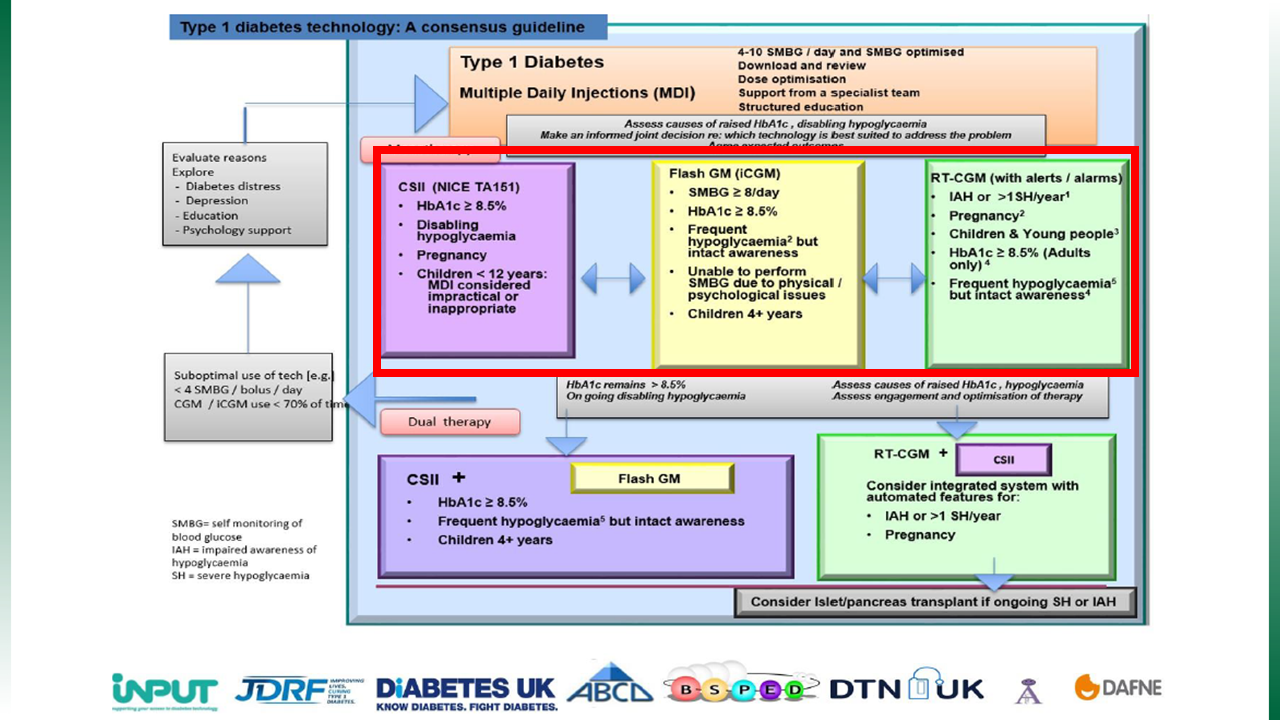 Type 1 diabetes technology: A consensus guideline
Type 1 Diabetes
Multiple Daily Injections (MDI)
4-10 SMBG / day and SMBG optimised
Download and review
Dose optimisation
Support from a specialist team
Structured education
Assess causes of raised HbA1c , disabling hypoglycaemia
Make an informed joint decision re: which technology is best suited to address the problem
Evaluate reasons
Explore
- Diabetes distress
- Depression
- Education
- Psychology support
CSII (NICE TA151)
• HbA1c ≥ 8.5%
• Disabling
hypoglycaemia
• Pregnancy
• Children < 12 years:
MDI considered
impractical or
inappropriate
Flash GM (iCGM)
• SMBG ≥ 8/day
• HbA1c ≥ 8.5%
• Frequent
hypoglycaemia² but
intact awareness
• Unable to perform
SMBG due to physical /
psychological issues
• Children 4+ years
RT-CGM (with alerts / alarms)
• IAH or >1SH/year¹
• Pregnancy²
• Children & Young people³
• HbA1c ≥ 8.5% (Adults
only) ⁴
• Frequent hypoglycaemia⁵
but intact awareness⁴
Suboptimal use of tech [e.g.]
< 4 SMBG / bolus / day
CGM / iCGM use < 70% of time
HbA1c remains > 8.5%
On going disabling hypoglycaemia
Assess causes of raised HbA1c , hypoglycaemia
Assess engagement and optimisation of therapy
Dual therapy
CSII +
Flash GM
• HbA1c ≥ 8.5%
• Frequent hypoglycaemia⁵ but intact awareness
• Children 4+ years
RT-CGM +
CSII
Consider integrated system with
automated features for:
• IAH or >1 SH/year
• Pregnancy
SMBG= self monitoring of
blood glucose
IAH = impaired awareness of
hypoglycaemia
SH = severe hypoglycaemia
Consider Islet/pancreas transplant if ongoing SH or IAH
INPUT
JDRF IMPROVING
LIVES.
CURING
TYPE 1
DIABETES.
DiABETES UK
KNOW DIABETES. FIGHT DIABETES.
ABCD
B·S·P·E·D
DTN UK
DAFNE